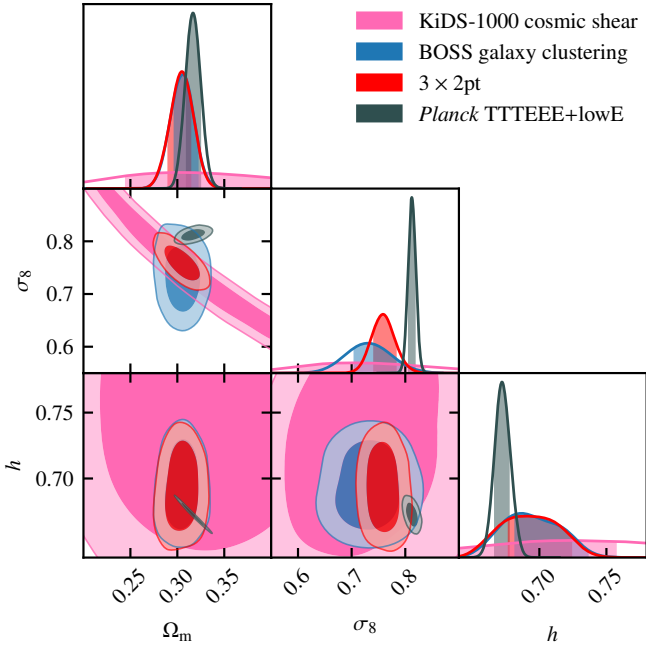 KiDS-1000 cosmic shear
BOSS galaxy clustering
3 × 2pt
Planck TTTEEE+lowE
0.8
0.7
0.6
σ₈
0.75
0.70
h
0.25
0.30
0.35
0.6
0.7
0.8
0.70
0.75
Ωₘ
σ₈
h